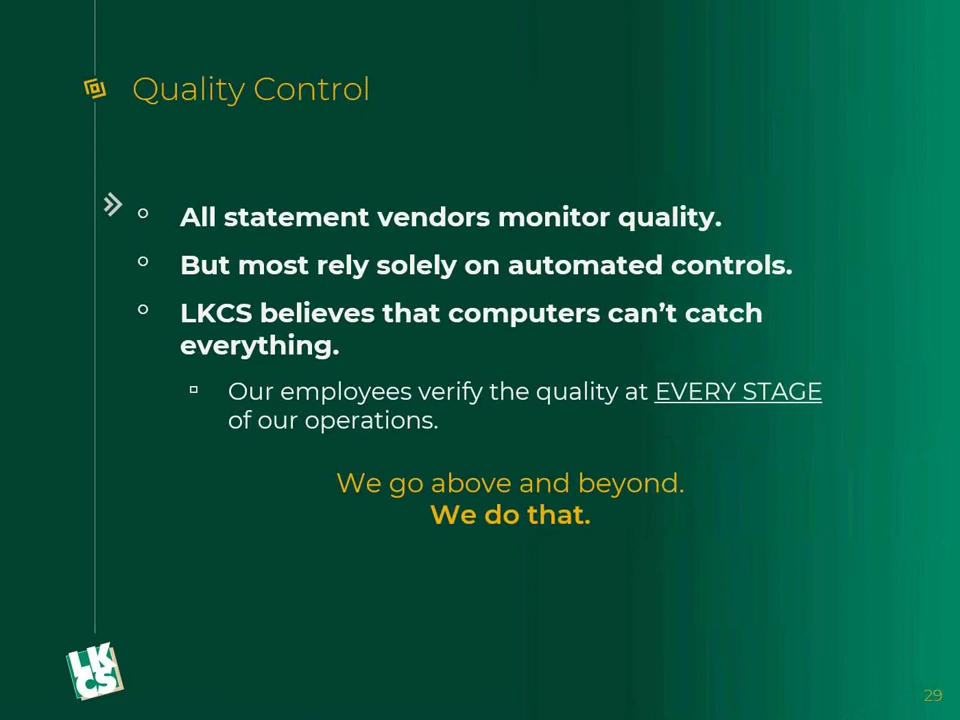 Quality Control
All statement vendors monitor quality.
But most rely solely on automated controls.
LKCS believes that computers can’t catch
everything.
Our employees verify the quality at EVERY STAGE
of our operations.
We go above and beyond.
We do that.
LK
CS
29